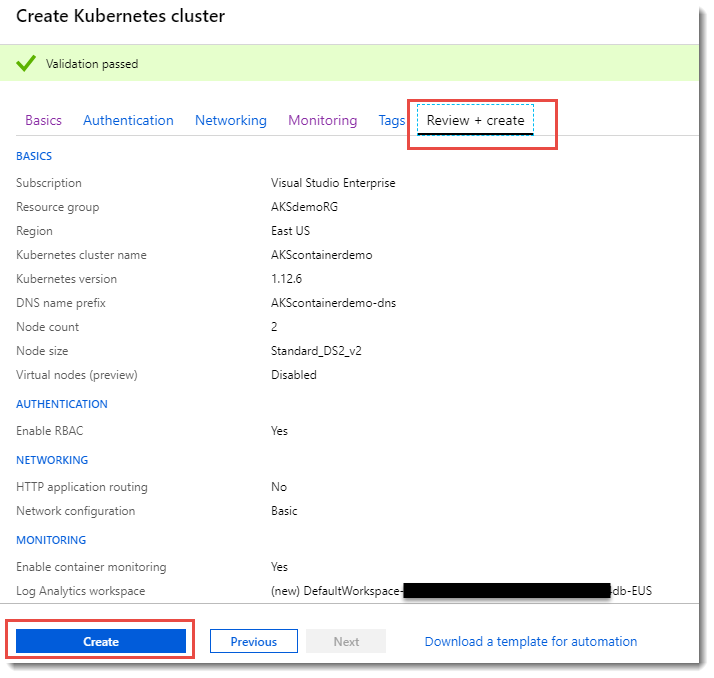 Create Kubernetes cluster
Validation passed
Basics Authentication Networking Monitoring Tags Review + create
BASICS
Subscription Visual Studio Enterprise
Resource group AKSdemoRG
Region East US
Kubernetes cluster name AKScontainerdemo
Kubernetes version 1.12.6
DNS name prefix AKScontainerdemo-dns
Node count 2
Node size Standard_DS2_v2
Virtual nodes (preview) Disabled
AUTHENTICATION
Enable RBAC Yes
NETWORKING
HTTP application routing No
Network configuration Basic
MONITORING
Enable container monitoring Yes
Log Analytics workspace (new) DefaultWorkspace- db-EUS
Create Previous Next Download a template for automation